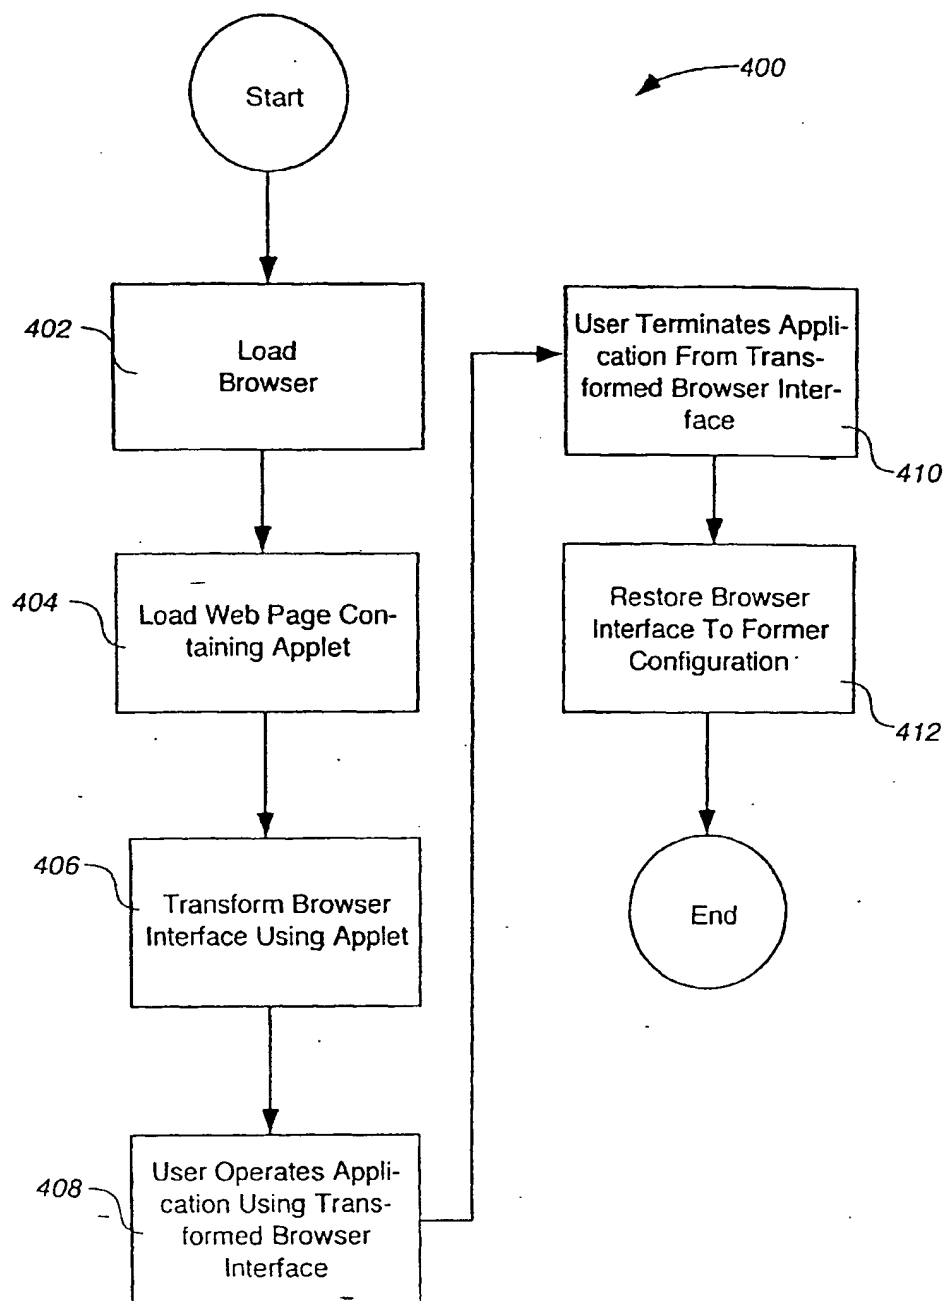 Start
400
402
Load
Browser
404
Load Web Page Con-
taining Applet
406
Transform Browser
Interface Using Applet
408
User Operates Appli-
cation Using Trans-
formed Browser
Interface
User Terminates Appli-
cation From Trans-
formed Browser Inter-
face
410
Restore Browser
Interface To Former
Configuration
412
End